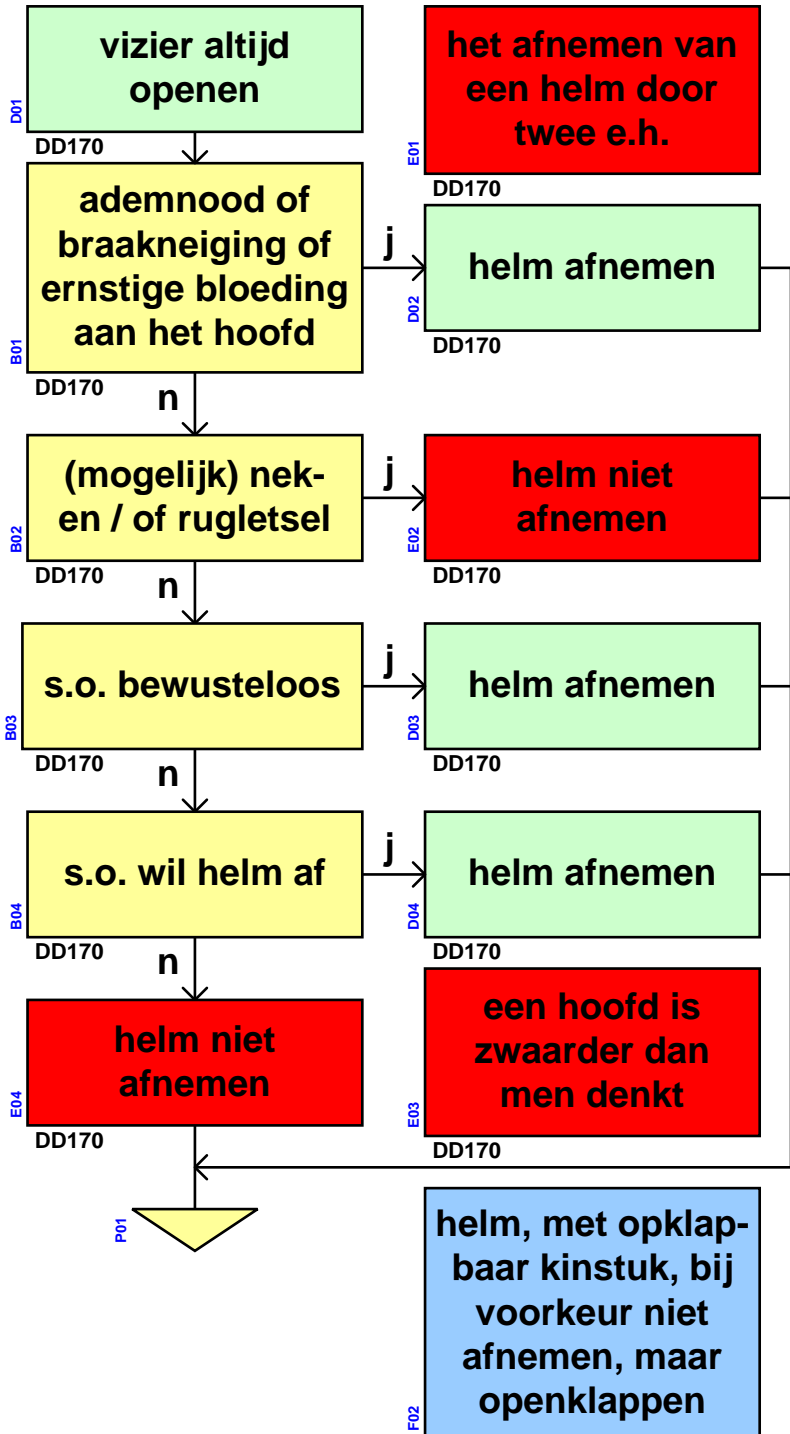 vizier altijd
openen
D01
DD170
het afnemen van
een helm door
twee e.h.
E01
DD170
ademnood of
braakneiging of
ernstige bloeding
aan het hoofd
B01
DD170
j
helm afnemen
D02
DD170
n
(mogelijk) nek-
en / of rugletsel
B02
DD170
j
helm niet
afnemen
E02
DD170
n
s.o. bewusteloos
B03
DD170
j
helm afnemen
D03
DD170
n
s.o. wil helm af
B04
DD170
j
helm afnemen
D04
DD170
n
helm niet
afnemen
E04
DD170
een hoofd is
zwaarder dan
men denkt
E03
DD170
P01
helm, met opklap-
baar kinstuk, bij
voorkeur niet
afnemen, maar
openklappen
F02